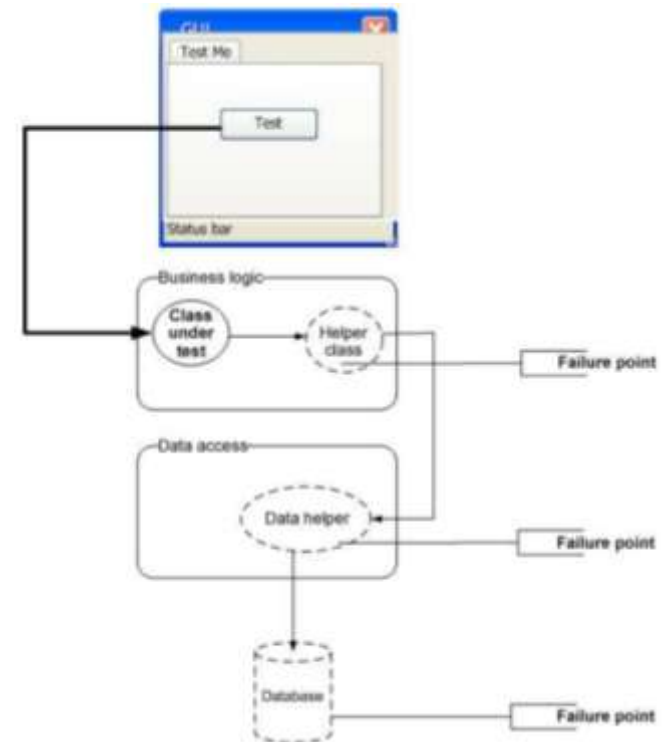 GUI
Test Me
Test
Status bar
Business logic
Class
under
test
Helper
class
Failure point
Data access
Data helper
Failure point
Database
Failure point